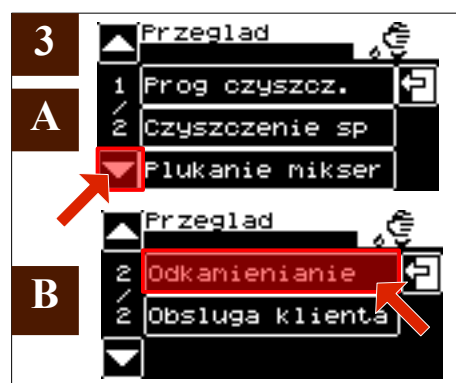 3
Przeglad
1/2
Prog czyszcz.
A
Czyszczenie sp
Plukanie mikser
Przeglad
2/2
Odkamienianie
B
Obsluga klienta